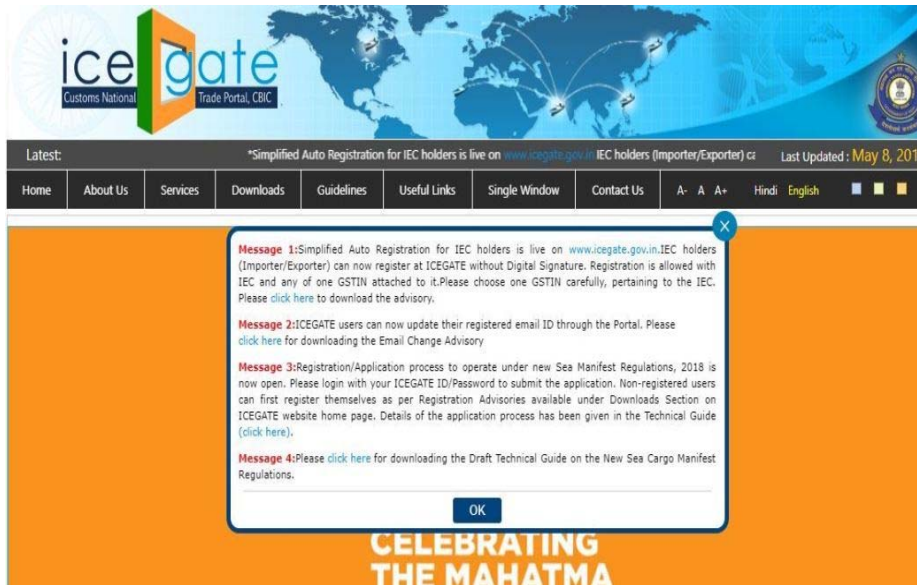 ice gate
Customs National Trade Portal, CBIC
Latest: *Simplified Auto Registration for IEC holders is live on www.icegate.gov.in IEC holders (Importer/Exporter) ca Last Updated : May 8, 201
Home About Us Services Downloads Guidelines Useful Links Single Window Contact Us A- A A+ Hindi English
X
Message 1:Simplified Auto Registration for IEC holders is live on www.icegate.gov.in.IEC holders
(Importer/Exporter) can now register at ICEGATE without Digital Signature. Registration is allowed with
IEC and any of one GSTIN attached to it.Please choose one GSTIN carefully, pertaining to the IEC.
Please click here to download the advisory.
Message 2:ICEGATE users can now update their registered email ID through the Portal. Please
click here for downloading the Email Change Advisory
Message 3:Registration/Application process to operate under new Sea Manifest Regulations, 2018 is
now open. Please login with your ICEGATE ID/Password to submit the application. Non-registered users
can first register themselves as per Registration Advisories available under Downloads Section on
ICEGATE website home page. Details of the application process has been given in the Technical Guide
(click here).
Message 4:Please click here for downloading the Draft Technical Guide on the New Sea Cargo Manifest
Regulations.
OK
CELEBRATING
THE MAHATMA